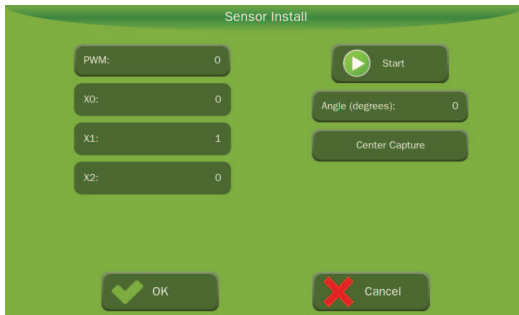 Sensor Install
PWM: 0
X0: 0
X1: 1
X2: 0
Start
Angle (degrees): 0
Center Capture
OK
Cancel